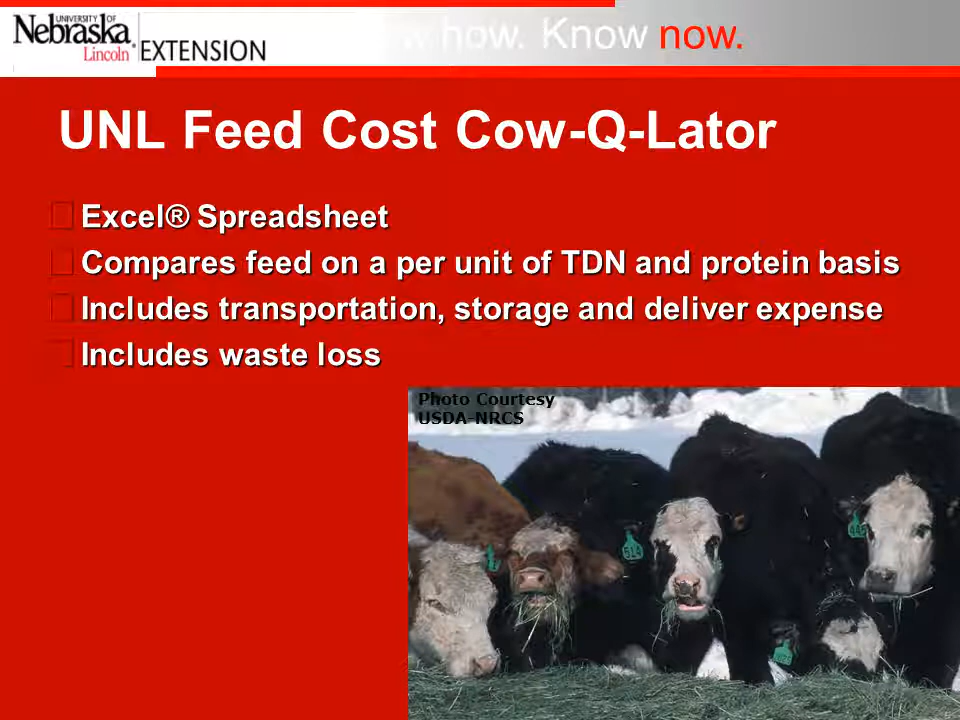 UNIVERSITY OF
Nebraska
Lincoln
EXTENSION
how. Know now.
UNL Feed Cost Cow-Q-Lator
Excel® Spreadsheet
Compares feed on a per unit of TDN and protein basis
Includes transportation, storage and deliver expense
Includes waste loss
Photo Courtesy
USDA-NRCS
514